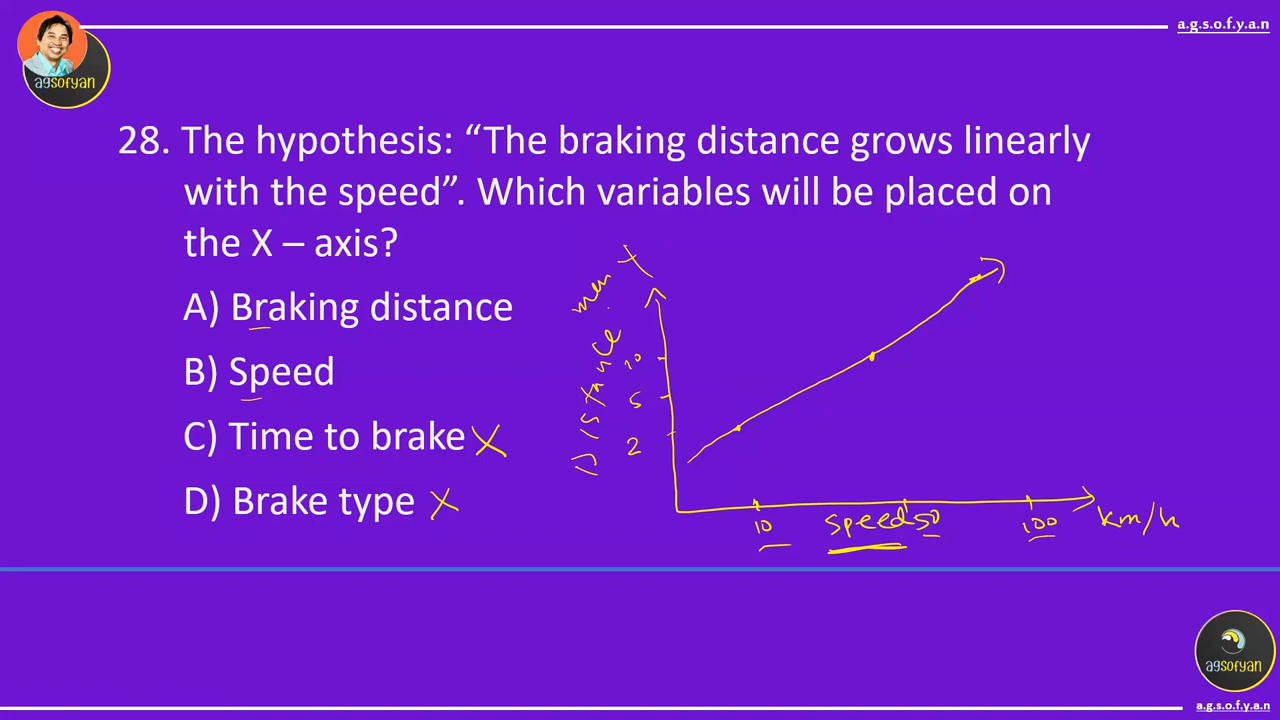 a.g.s.o.f.y.an
agsofyan
28. The hypothesis: “The braking distance grows linearly
with the speed”. Which variables will be placed on
the X – axis?
A) Braking distance
B) Speed
C) Time to brake X
D) Brake type X
Distance
10
5
2
10 speed 50 100 km/h
agsofyan
a.g.s.o.f.y.an